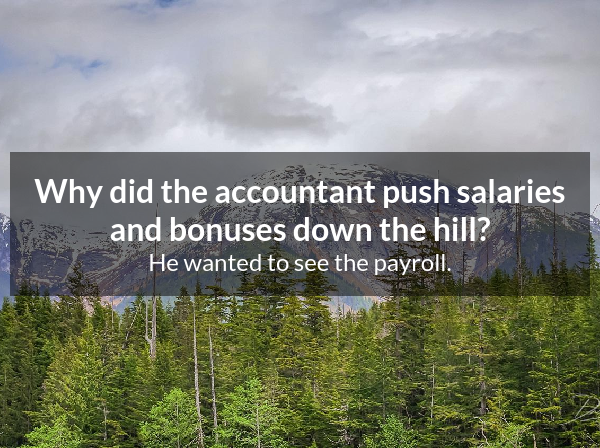 Why did the accountant push salaries
and bonuses down the hill?
He wanted to see the payroll.